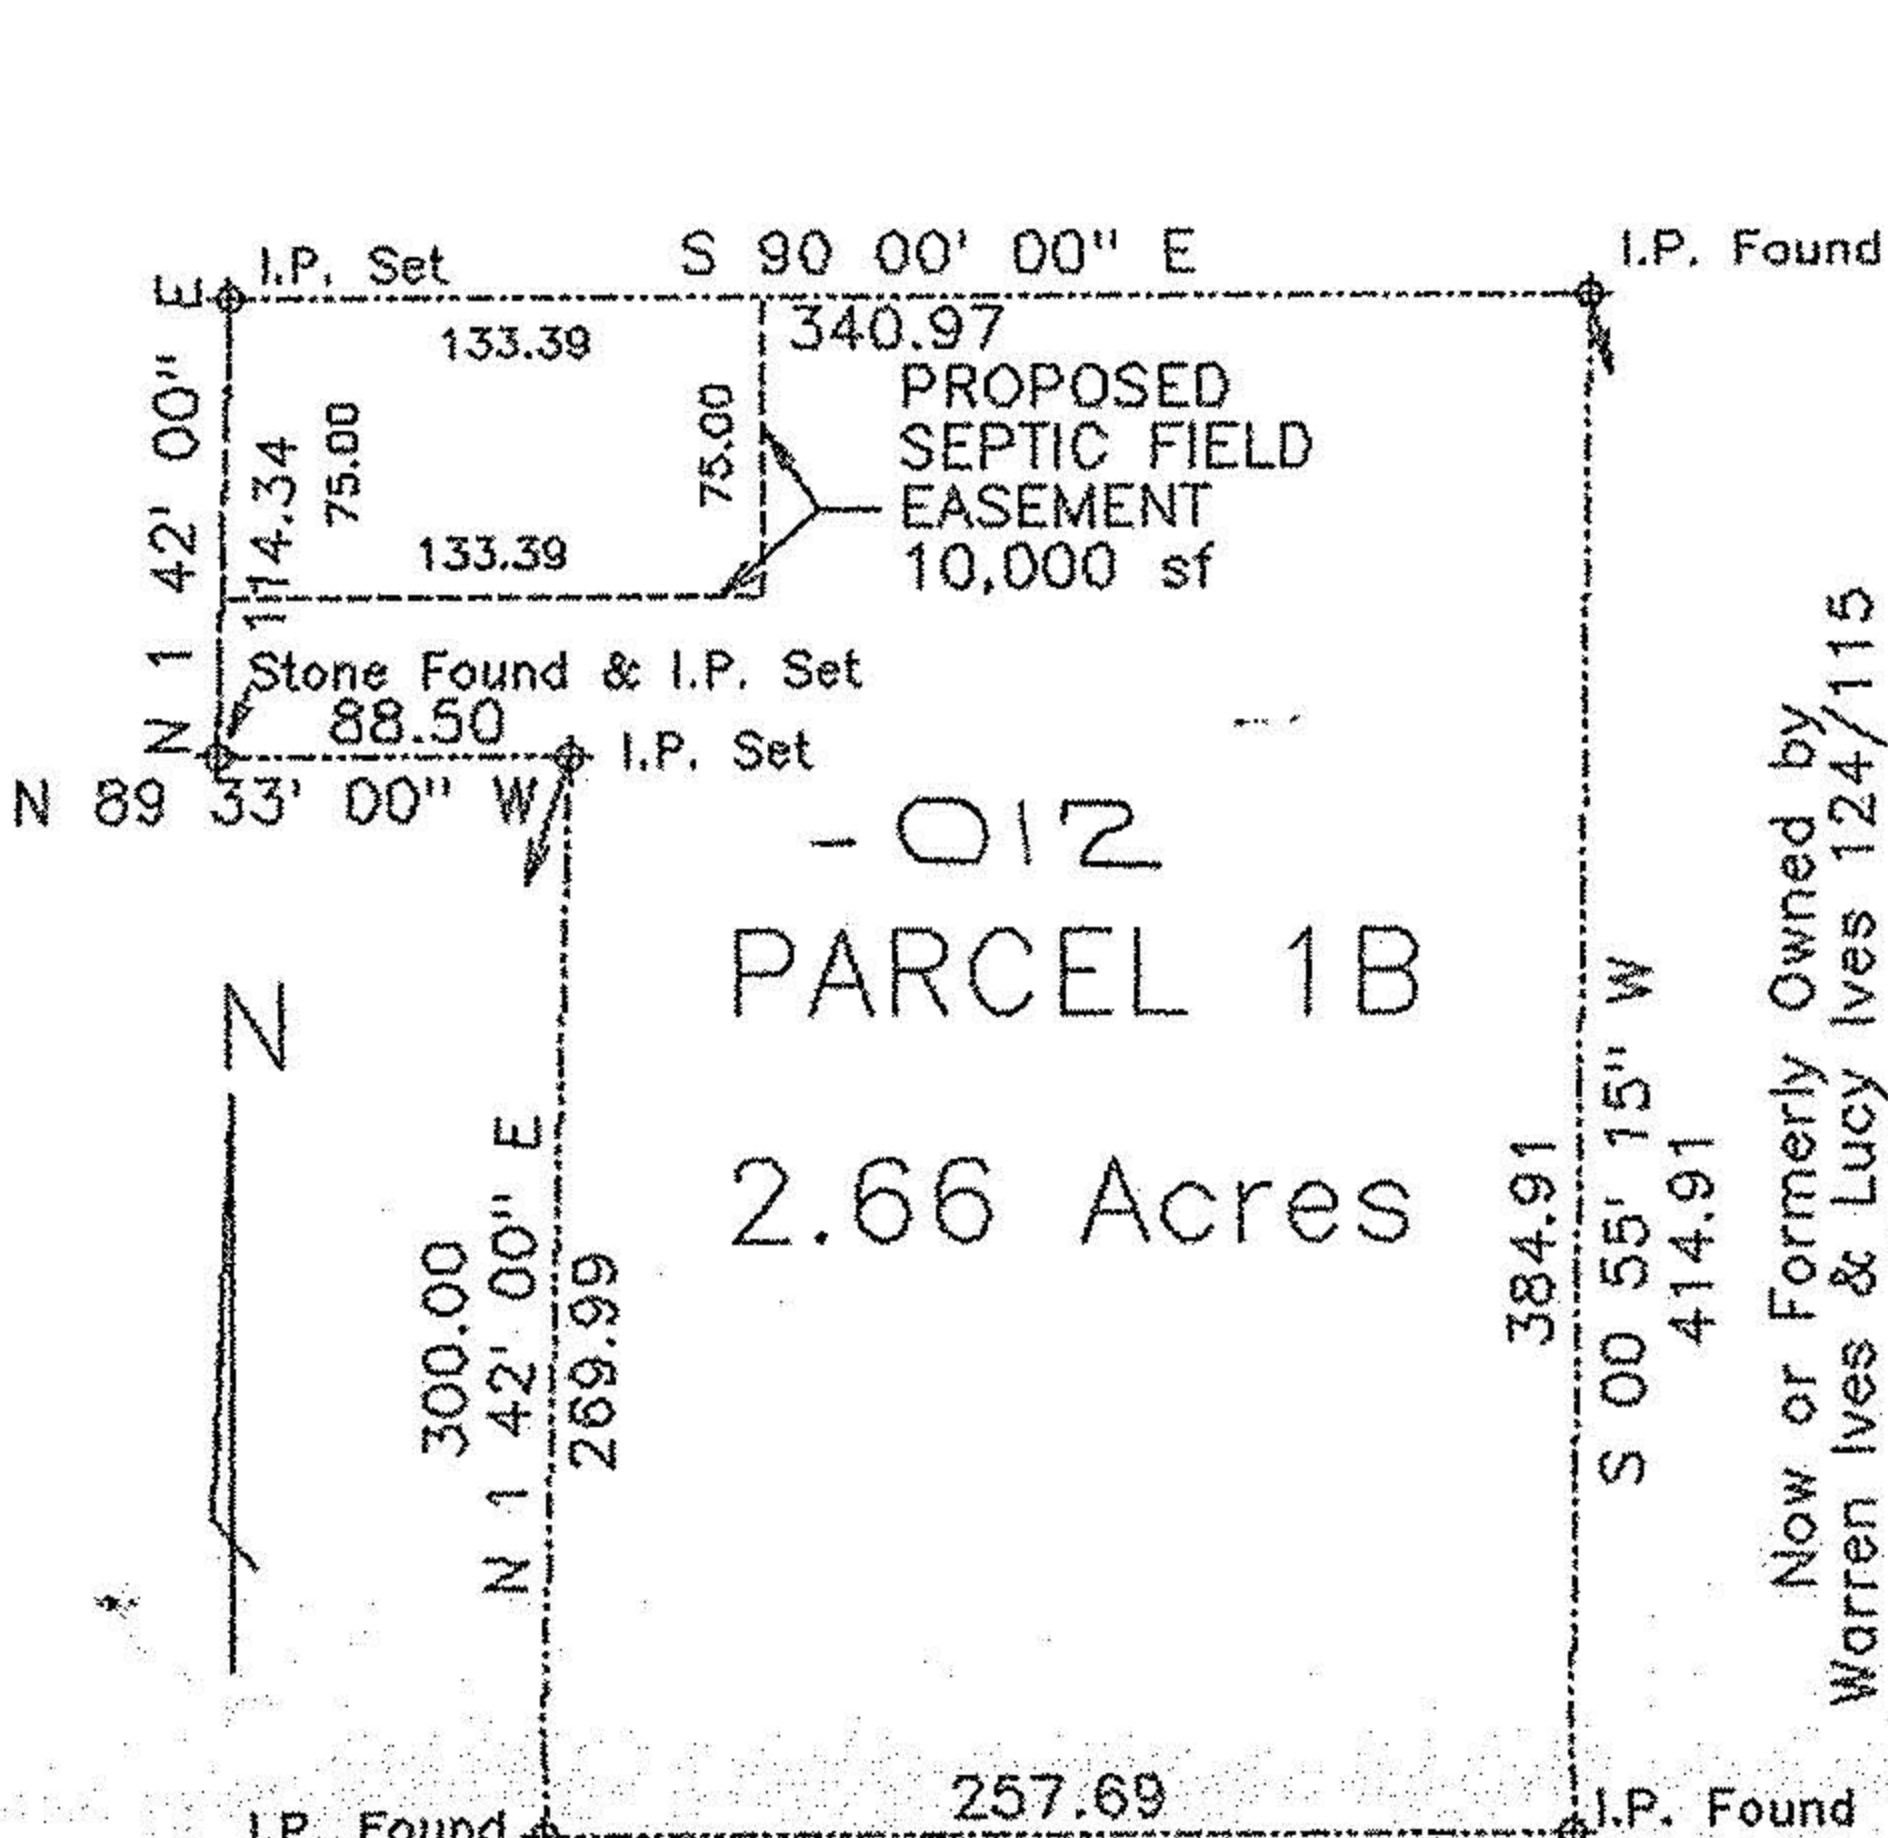 I.P. Set
S 90 00' 00" E
I.P. Found
340.97
133.39
N 1 42' 00" E
114.34
75.00
75.00
133.39
PROPOSED
SEPTIC FIELD
EASEMENT
10,000 sf
Stone Found & I.P. Set
88.50
I.P. Set
N 89 33' 00" W
-012
PARCEL 1B
2.66 Acres
N
300.00
N 1 42' 00" E
269.99
384.91
S 00 55' 15" W
414.91
Now or Formerly Owned by
Warren Ives & Lucy Ives 124/115
257.69
I.P. Found
I.P. Found